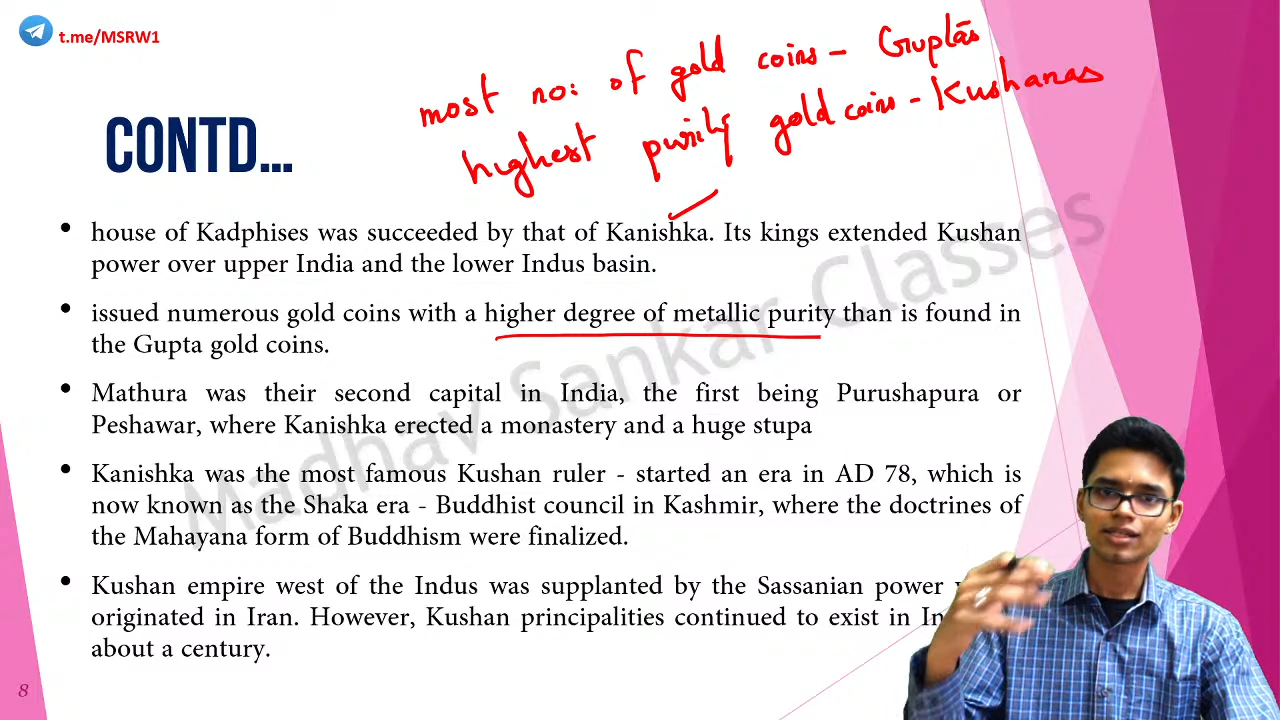 t.me/MSRW1
most no: of gold coins - Guptās
highest purity gold coins - Kushanas
CONTD...
• house of Kadphises was succeeded by that of Kanishka. Its kings extended Kushan
power over upper India and the lower Indus basin.
• issued numerous gold coins with a higher degree of metallic purity than is found in
the Gupta gold coins.
• Mathura was their second capital in India, the first being Purushapura or
Peshawar, where Kanishka erected a monastery and a huge stupa
• Kanishka was the most famous Kushan ruler - started an era in AD 78, which is
now known as the Shaka era - Buddhist council in Kashmir, where the doctrines of
the Mahayana form of Buddhism were finalized.
• Kushan empire west of the Indus was supplanted by the Sassanian power
originated in Iran. However, Kushan principalities continued to exist in
about a century.
Madhav Sankar Classes
8